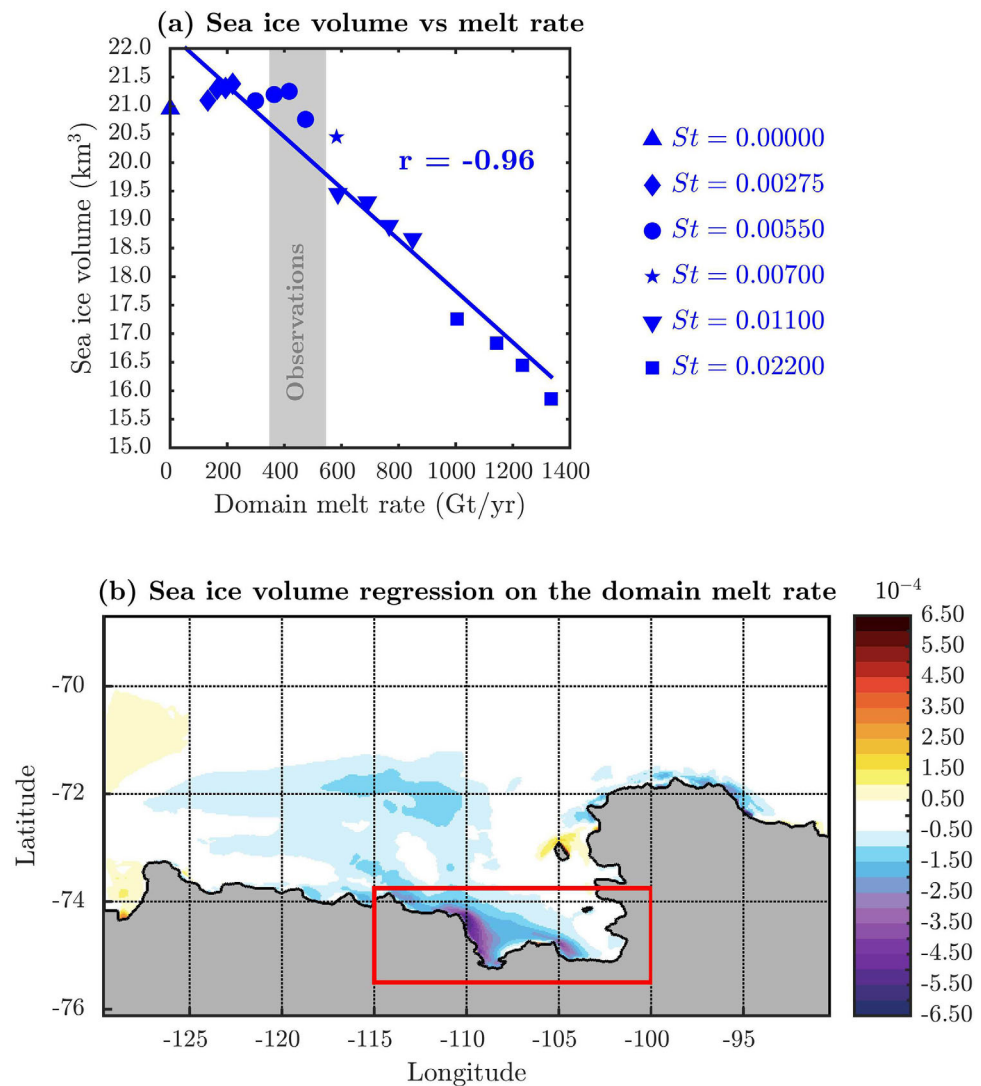 (a) Sea ice volume vs melt rate
22.0
21.5
21.0
20.5
20.0
19.5
19.0
18.5
18.0
17.5
17.0
16.5
16.0
15.5
15.0
Sea ice volume (km³)
r = -0.96
Observations
0 200 400 600 800 1000 1200 1400
Domain melt rate (Gt/yr)
St = 0.00000
St = 0.00275
St = 0.00550
St = 0.00700
St = 0.01100
St = 0.02200
(b) Sea ice volume regression on the domain melt rate
10⁻⁴
6.50
5.50
4.50
3.50
2.50
1.50
0.50
-0.50
-1.50
-2.50
-3.50
-4.50
-5.50
-6.50
-70
-72
-74
-76
Latitude
-125 -120 -115 -110 -105 -100 -95
Longitude